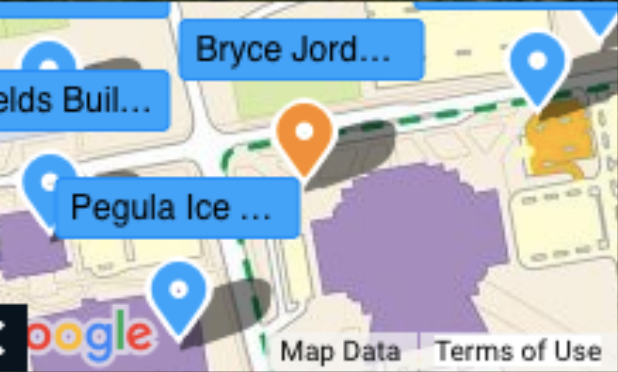 Bryce Jord...
elds Buil...
Pegula Ice ...
oogle
Map Data
Terms of Use